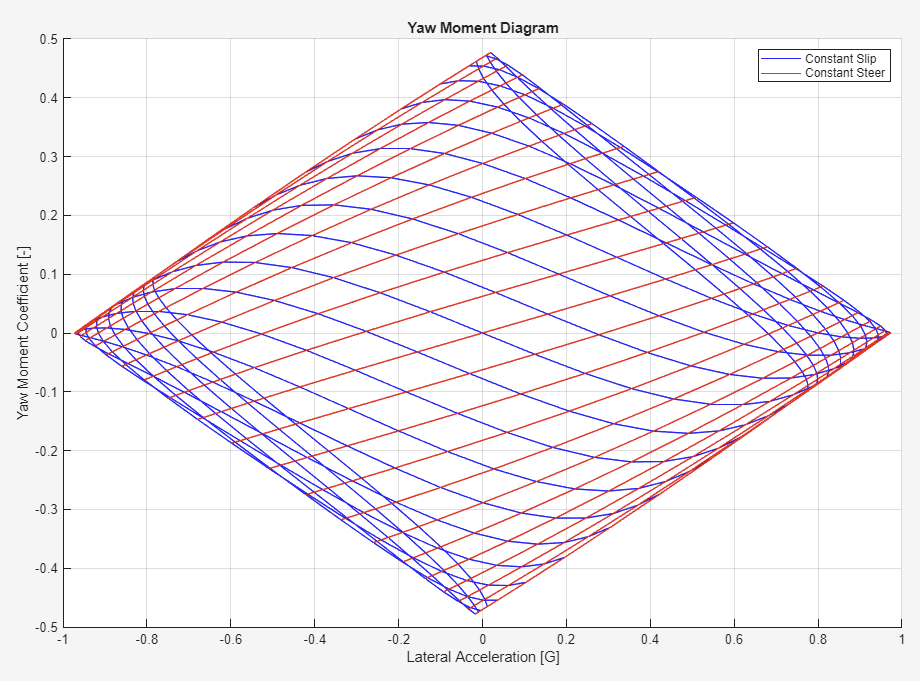 Yaw Moment Diagram
Constant Slip
Constant Steer
0.5
0.4
0.3
0.2
0.1
0
-0.1
-0.2
-0.3
-0.4
-0.5
Yaw Moment Coefficient [-]
-1 -0.8 -0.6 -0.4 -0.2 0 0.2 0.4 0.6 0.8 1
Lateral Acceleration [G]